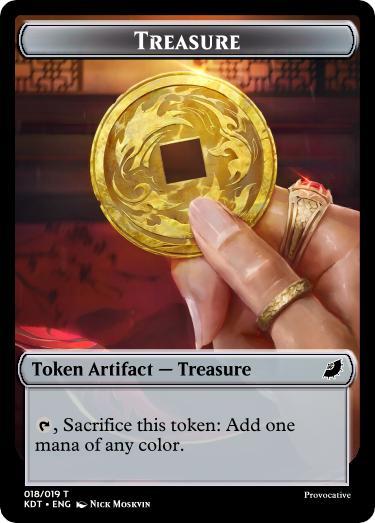 Treasure
Token Artifact — Treasure
, Sacrifice this token: Add one
mana of any color.
018/019 T
KDT • ENG Nick Moskvin
Provocative